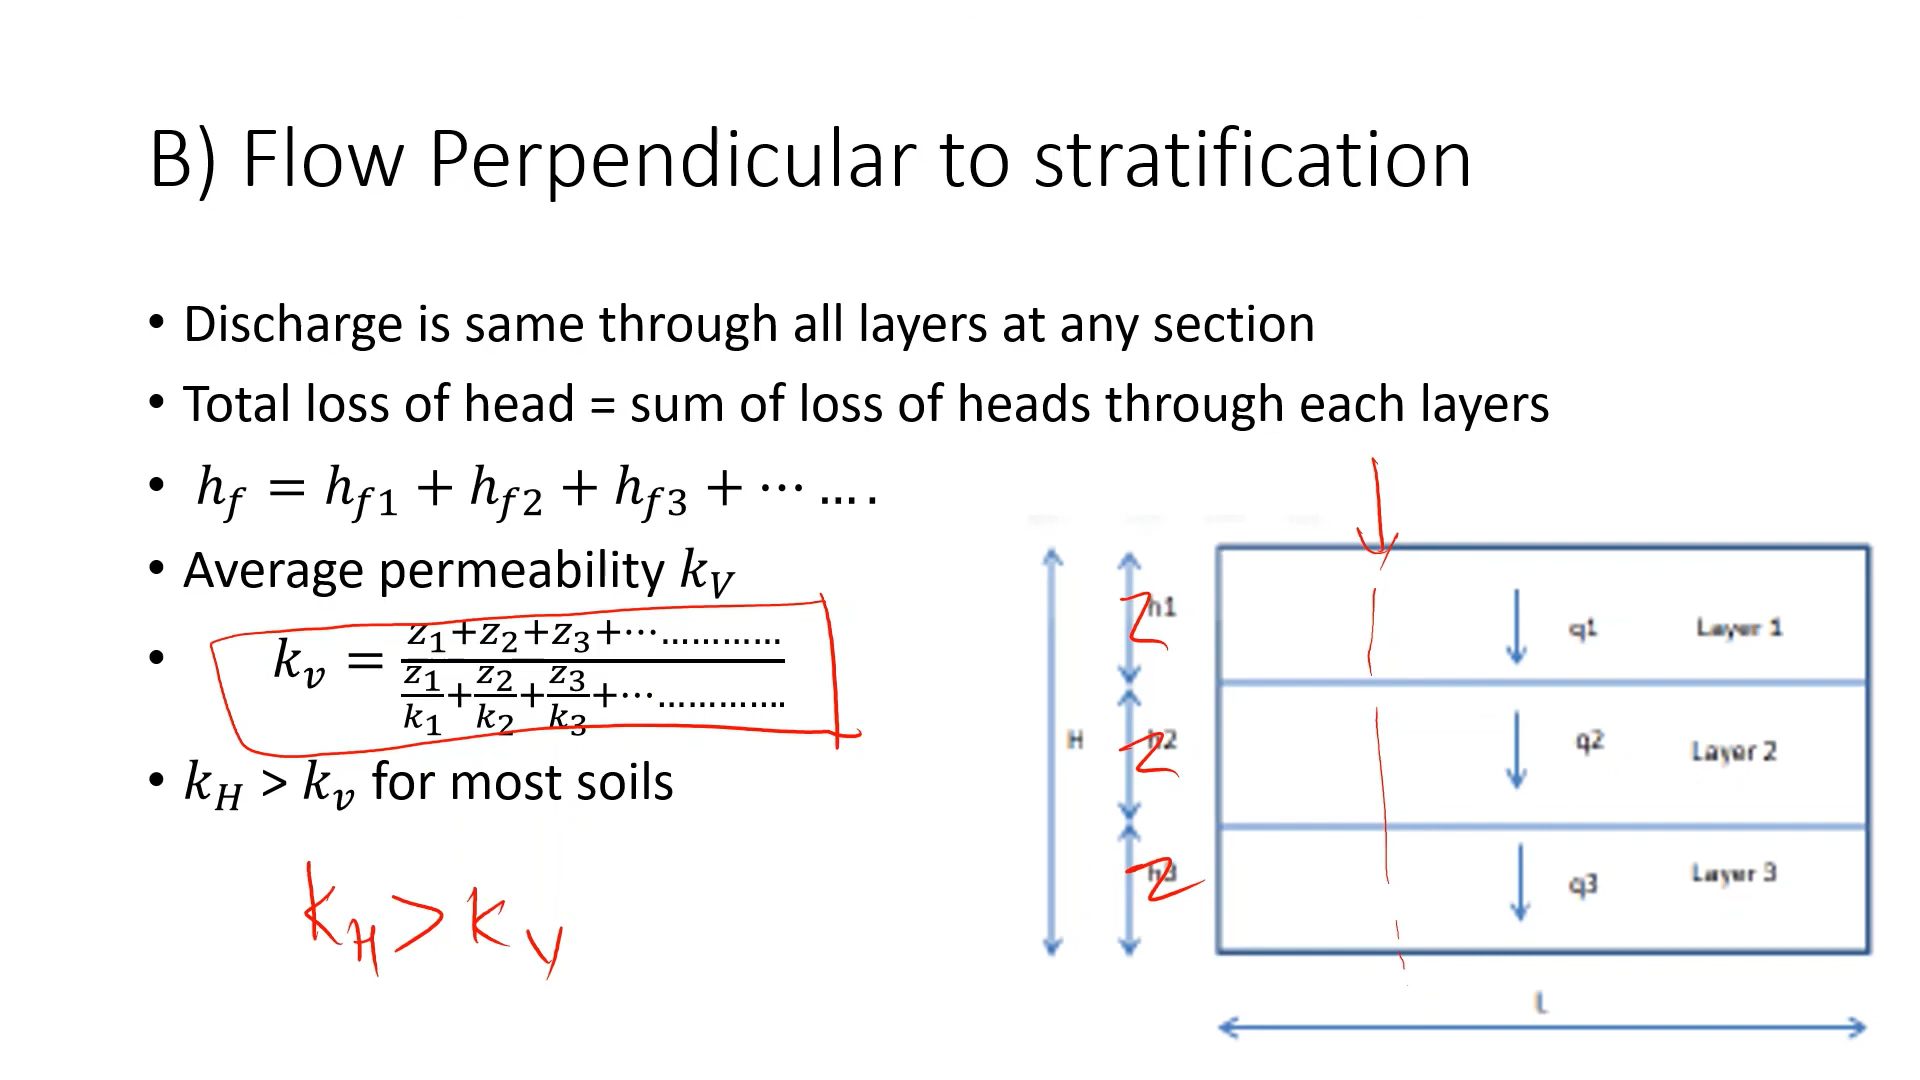 B) Flow Perpendicular to stratification
• Discharge is same through all layers at any section
• Total loss of head = sum of loss of heads through each layers
• h_f = h_f1 + h_f2 + h_f3 + ⋯ ... .
• Average permeability k_V
• k_v = (z_1+z_2+z_3+⋯…………)/(z_1/k_1+z_2/k_2+z_3/k_3+⋯………….)
• k_H > k_v for most soils
k_H > k_V
H
h1
z
q1
Layer 1
h2
z
q2
Layer 2
h3
z
q3
Layer 3
L